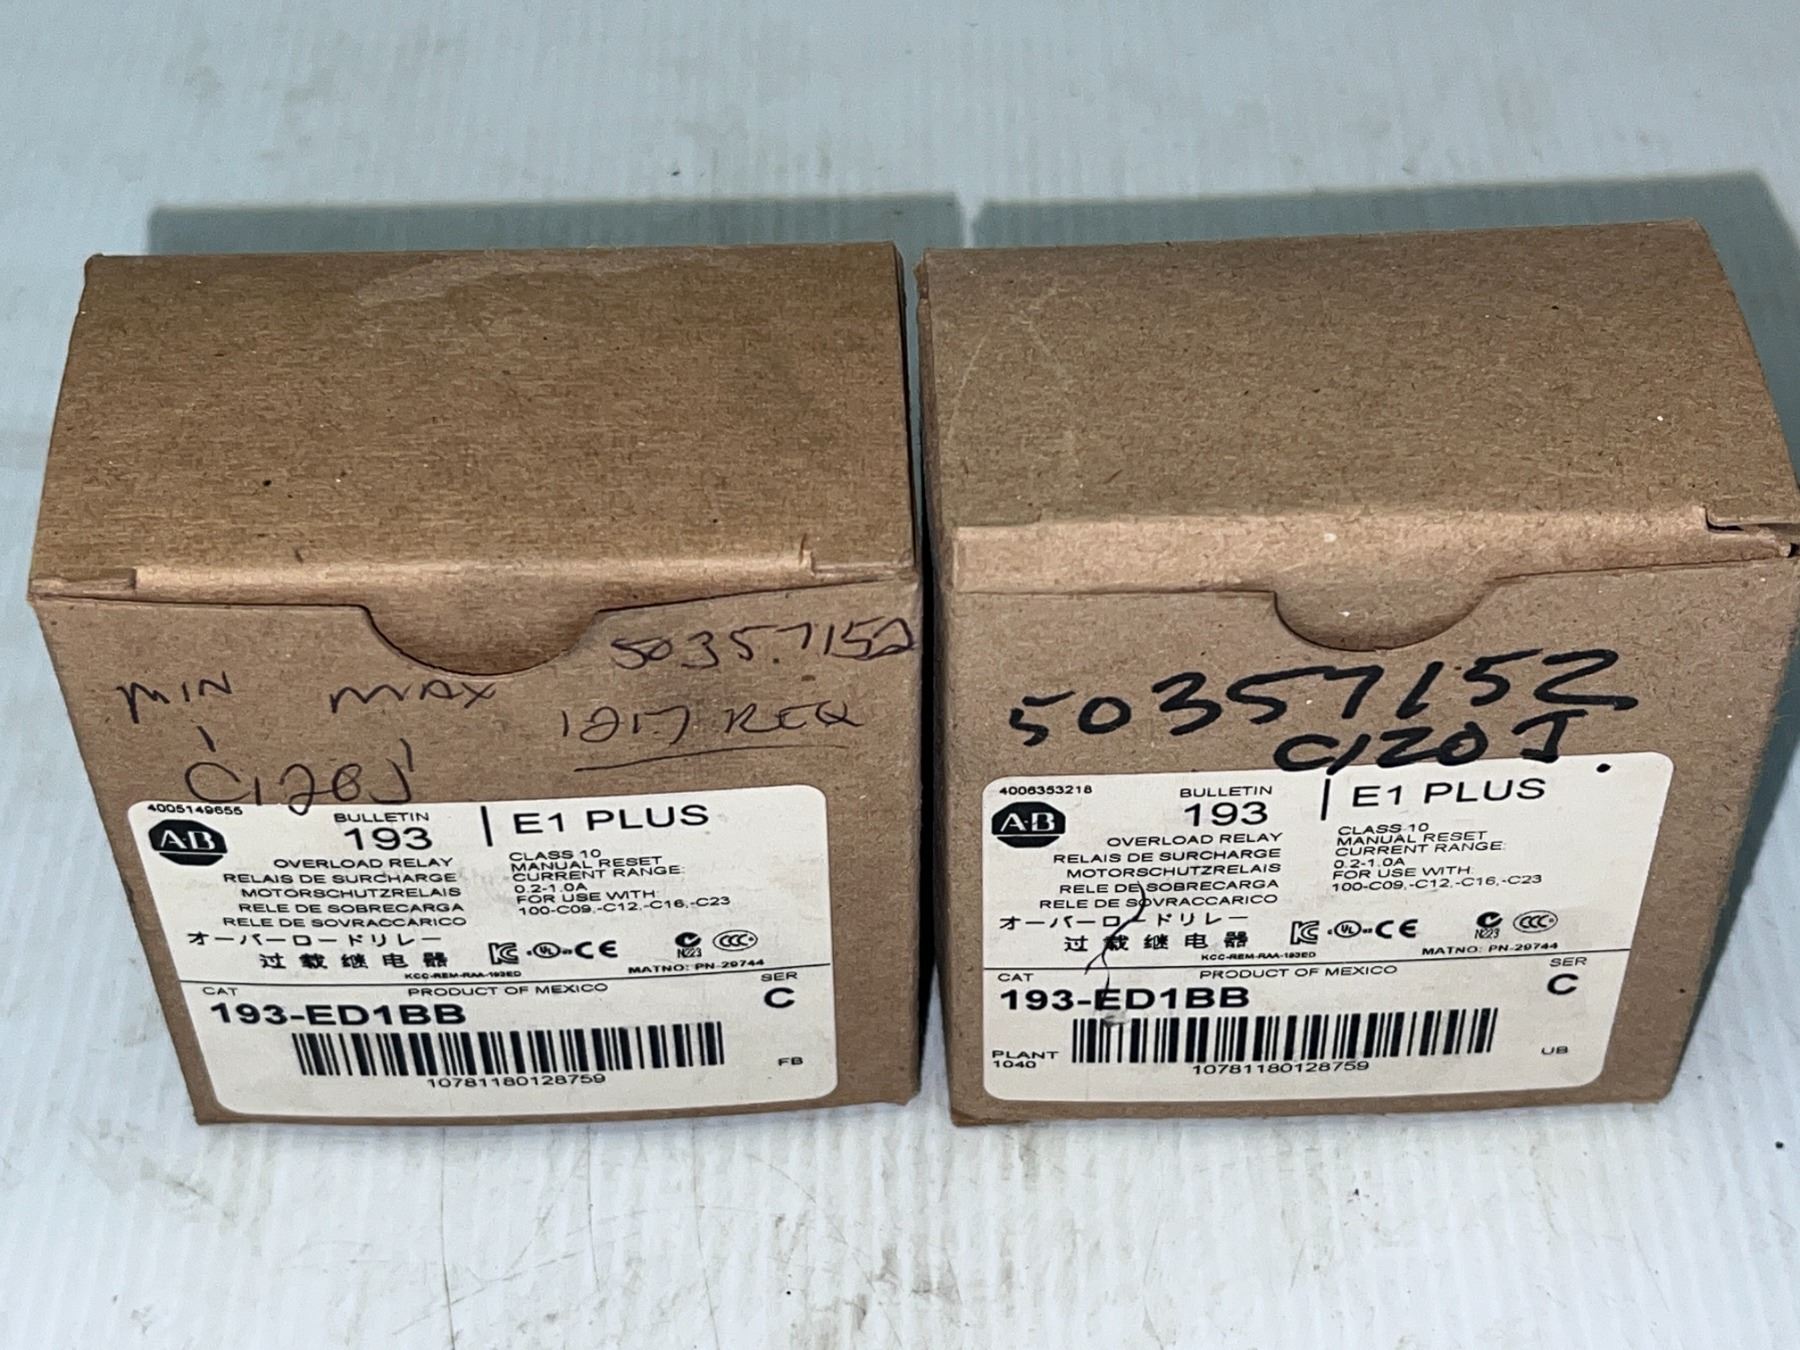 50357152
MIN MAX
1217 REQ
C120J
4005149655
A·B
BULLETIN
193
E1 PLUS
OVERLOAD RELAY
RELAIS DE SURCHARGE
MOTORSCHUTZRELAIS
RELE DE SOBRECARGA
RELE DE SOVRACCARICO
オーバーロードリレー
过载继电器
CLASS 10
MANUAL RESET
CURRENT RANGE:
0.2-1.0A
FOR USE WITH:
100-C09,-C12,-C16,-C23
UL
CE
N223
CCC
KCC-REM-RAA-193ED
MATNO: PN-29744
CAT
PRODUCT OF MEXICO
SER
193-ED1BB
C
FB
10781180128759
50357152
C120J.
4006353218
A·B
BULLETIN
193
E1 PLUS
OVERLOAD RELAY
RELAIS DE SURCHARGE
MOTORSCHUTZRELAIS
RELE DE SOBRECARGA
RELE DE SOVRACCARICO
オーバーロードリレー
过载继电器
CLASS 10
MANUAL RESET
CURRENT RANGE:
0.2-1.0A
FOR USE WITH:
100-C09,-C12,-C16,-C23
UL
CE
N223
CCC
KCC-REM-RAA-193ED
MATNO: PN-29744
CAT
PRODUCT OF MEXICO
SER
193-ED1BB
C
PLANT
1040
UB
10781180128759